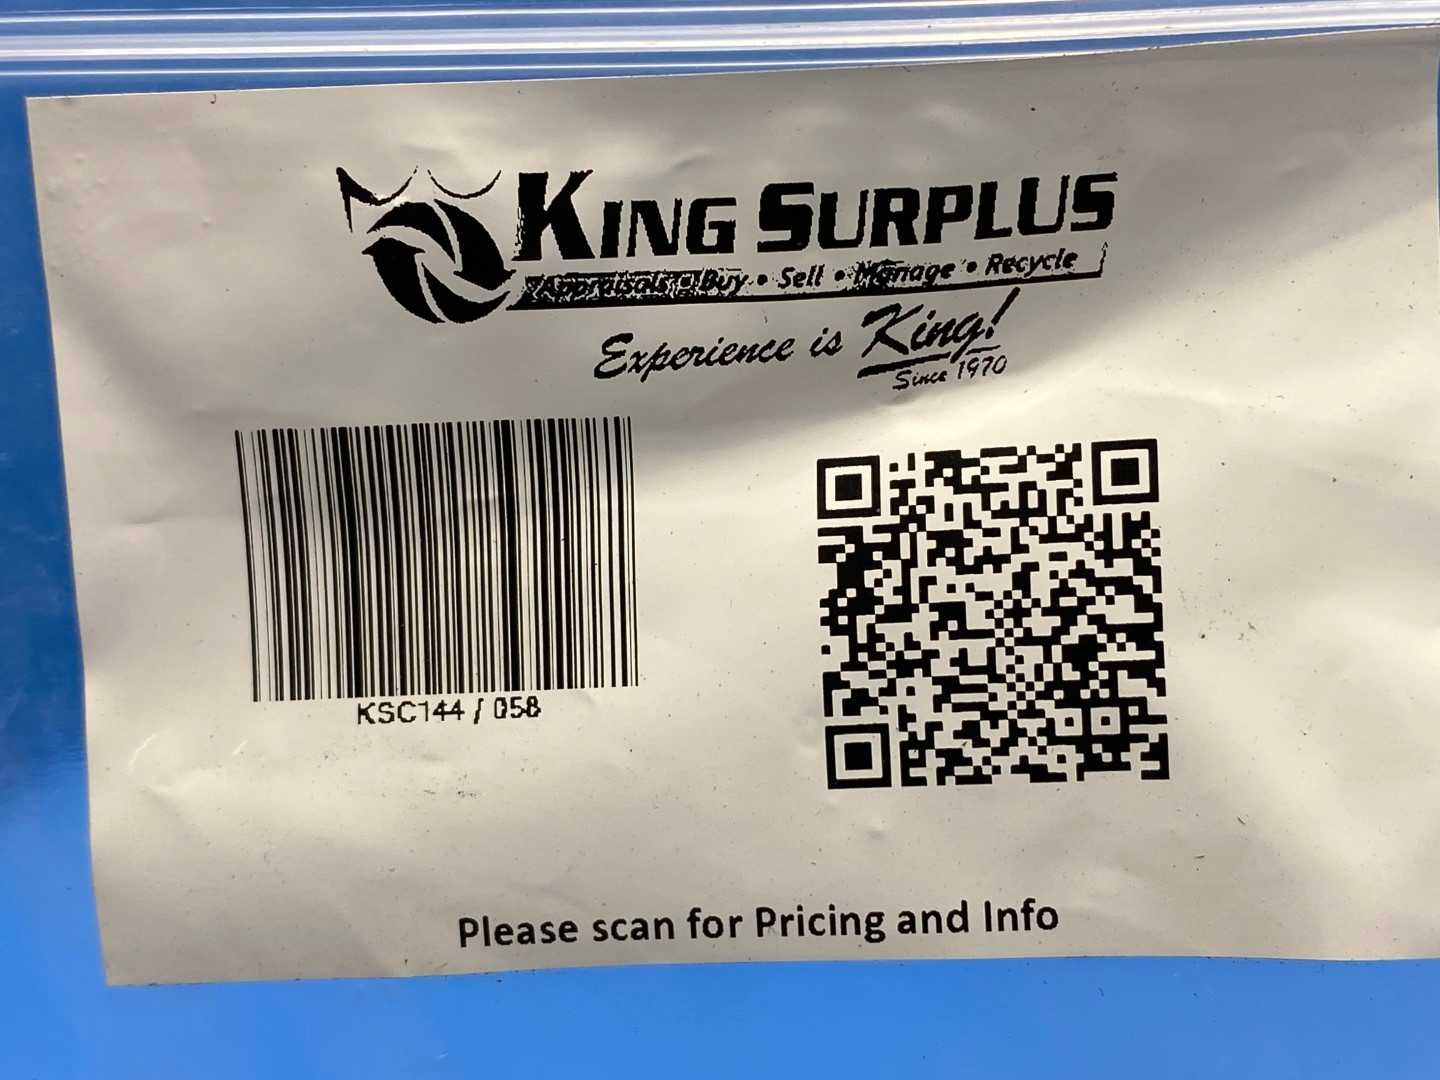 KING SURPLUS
Appraisals • Buy • Sell • Manage • Recycle
Experience is King!
Since 1970
KSC144 / 058
Please scan for Pricing and Info